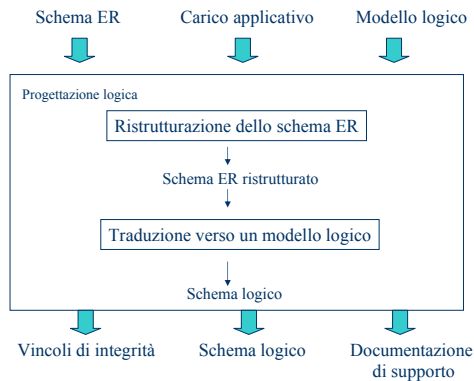 Schema ER
Carico applicativo
Modello logico
Progettazione logica
Ristrutturazione dello schema ER
Schema ER ristrutturato
Traduzione verso un modello logico
Schema logico
Vincoli di integrità
Schema logico
Documentazione
di supporto